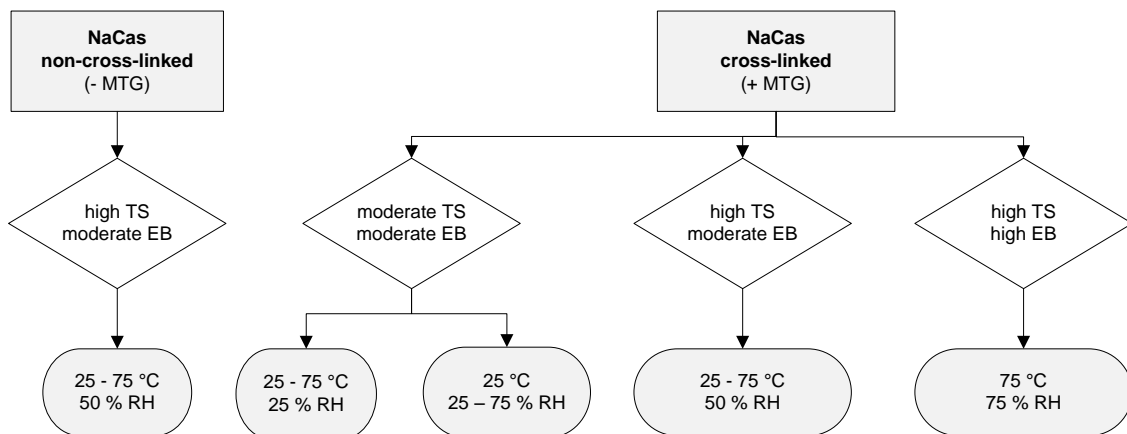 NaCas
non-cross-linked
(- MTG)
NaCas
cross-linked
(+ MTG)
high TS
moderate EB
moderate TS
moderate EB
high TS
moderate EB
high TS
high EB
25 - 75 °C
50 % RH
25 - 75 °C
25 % RH
25 °C
25 – 75 % RH
25 - 75 °C
50 % RH
75 °C
75 % RH